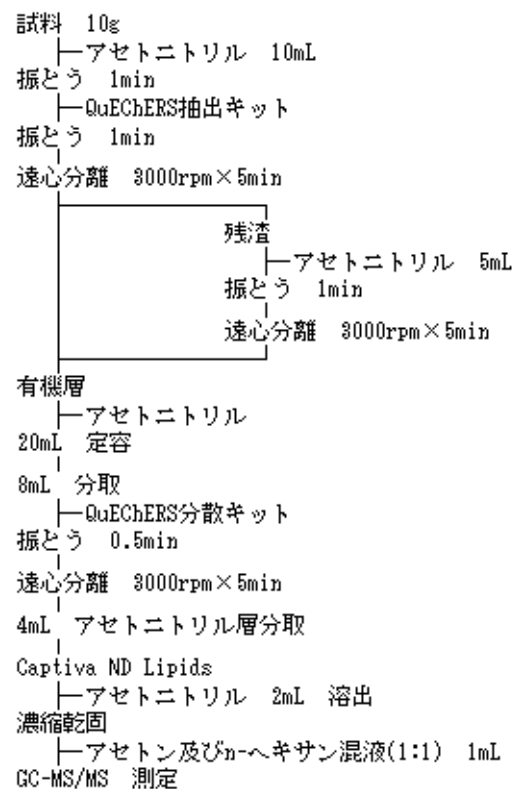 試料 10g
アセトニトリル 10mL
振とう 1min
QuEChERS抽出キット
振とう 1min
遠心分離 3000rpm×5min
残渣
アセトニトリル 5mL
振とう 1min
遠心分離 3000rpm×5min
有機層
アセトニトリル
20mL 定容
8mL 分取
QuEChERS分散キット
振とう 0.5min
遠心分離 3000rpm×5min
4mL アセトニトリル層分取
Captiva ND Lipids
アセトニトリル 2mL 溶出
濃縮乾固
アセトン及びn-ヘキサン混液(1:1) 1mL
GC-MS/MS 測定